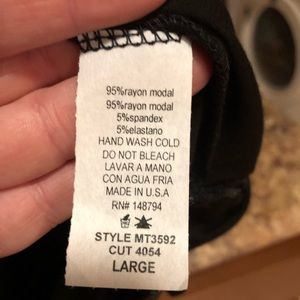 95%rayon modal
95%rayon modal
5%spandex
5%elastano
HAND WASH COLD
DO NOT BLEACH
LAVAR A MANO
CON AGUA FRIA
MADE IN U.S.A
RN# 148794
STYLE MT3592
CUT 4054
LARGE